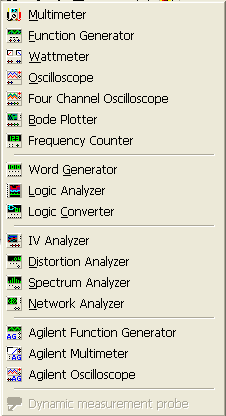 Multimeter
Function Generator
Wattmeter
Oscilloscope
Four Channel Oscilloscope
Bode Plotter
Frequency Counter
Word Generator
Logic Analyzer
Logic Converter
IV Analyzer
Distortion Analyzer
Spectrum Analyzer
Network Analyzer
Agilent Function Generator
Agilent Multimeter
Agilent Oscilloscope
Dynamic measurement probe